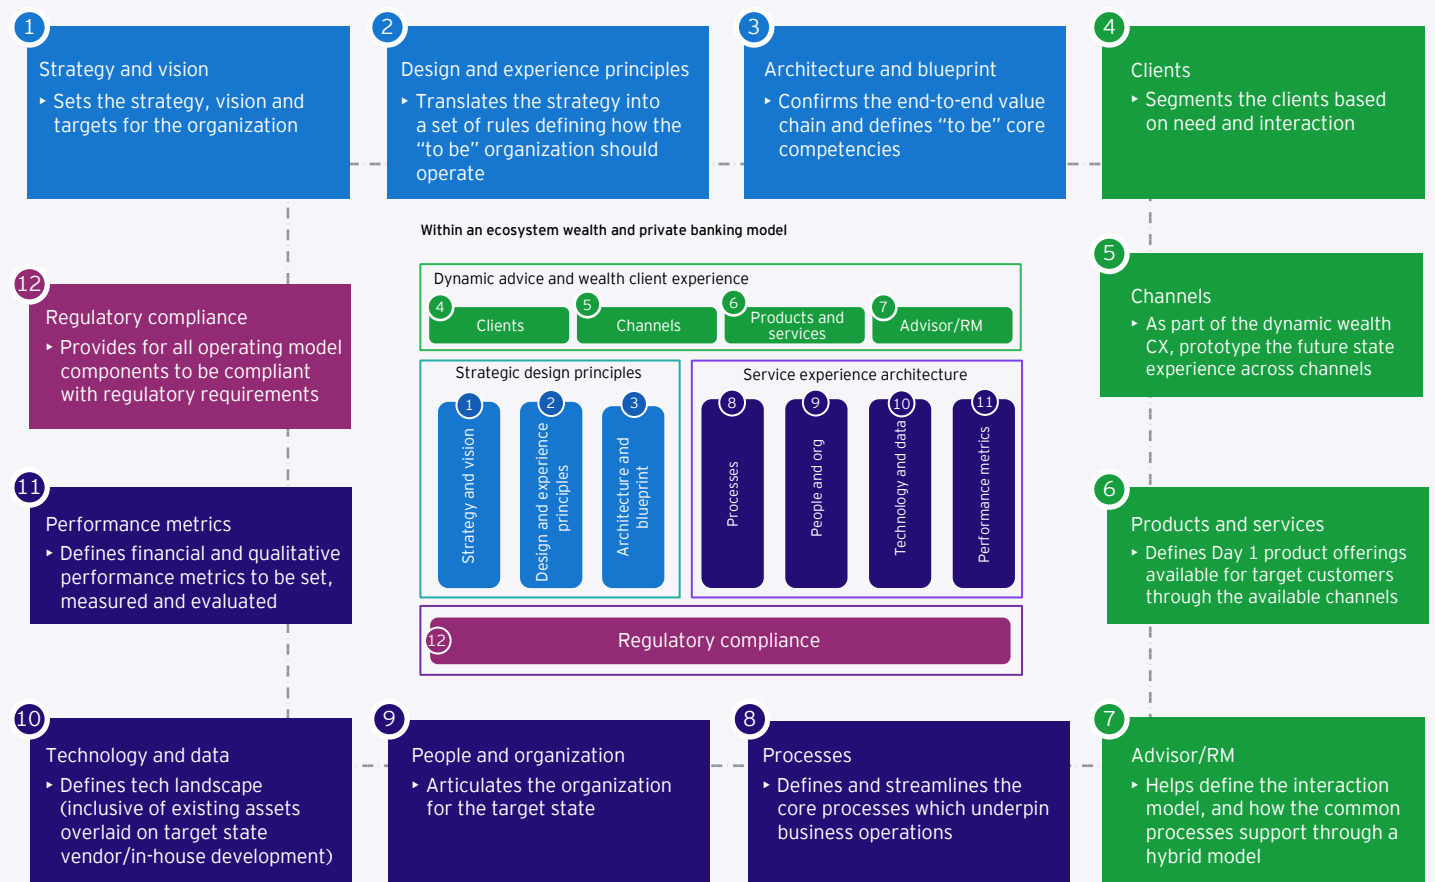 1
Strategy and vision
‣ Sets the strategy, vision and
targets for the organization
2
Design and experience principles
‣ Translates the strategy into
a set of rules defining how the
“to be” organization should
operate
3
Architecture and blueprint
‣ Confirms the end-to-end value
chain and defines “to be” core
competencies
4
Clients
‣ Segments the clients based
on need and interaction
5
Channels
‣ As part of the dynamic wealth
CX, prototype the future state
experience across channels
6
Products and services
‣ Defines Day 1 product offerings
available for target customers
through the available channels
7
Advisor/RM
‣ Helps define the interaction
model, and how the common
processes support through a
hybrid model
8
Processes
‣ Defines and streamlines the
core processes which underpin
business operations
9
People and organization
‣ Articulates the organization
for the target state
10
Technology and data
‣ Defines tech landscape
(inclusive of existing assets
overlaid on target state
vendor/in-house development)
11
Performance metrics
‣ Defines financial and qualitative
performance metrics to be set,
measured and evaluated
12
Regulatory compliance
‣ Provides for all operating model
components to be compliant
with regulatory requirements
Within an ecosystem wealth and private banking model
Dynamic advice and wealth client experience
4
Clients
5
Channels
6
Products and
services
7
Advisor/RM
Strategic design principles
1
Strategy and vision
2
Design and experience
principles
3
Architecture and
blueprint
Service experience architecture
8
Processes
9
People and org
10
Technology and data
11
Performance metrics
12
Regulatory compliance